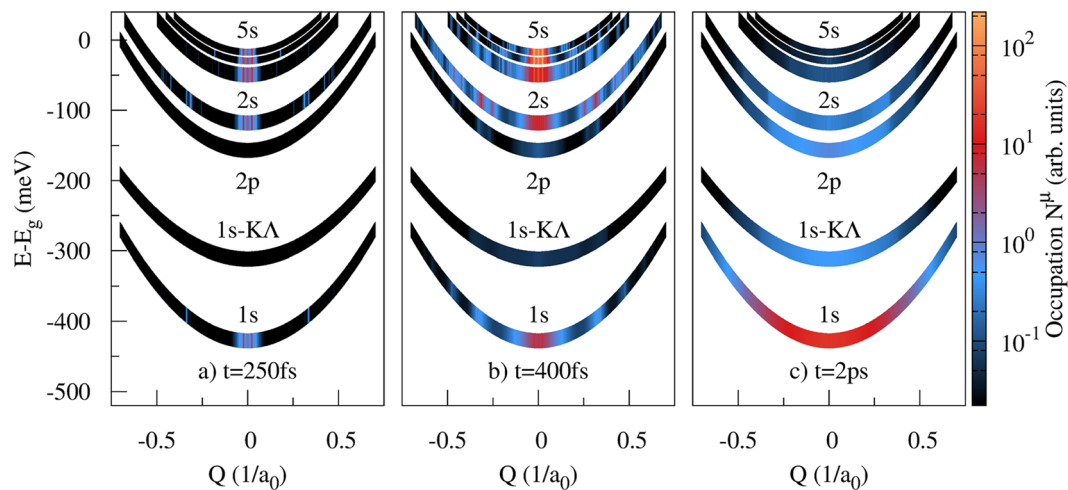 5s
2s
2p
1s-KΛ
1s
a) t=250fs
5s
2s
2p
1s-KΛ
1s
b) t=400fs
5s
2s
2p
1s-KΛ
1s
c) t=2ps
0
-100
-200
-300
-400
-500
E-E_g (meV)
-0.5 0 0.5
Q (1/a_0)
-0.5 0 0.5
Q (1/a_0)
-0.5 0 0.5
Q (1/a_0)
10^2
10^1
10^0
10^-1
Occupation N^μ (arb. units)